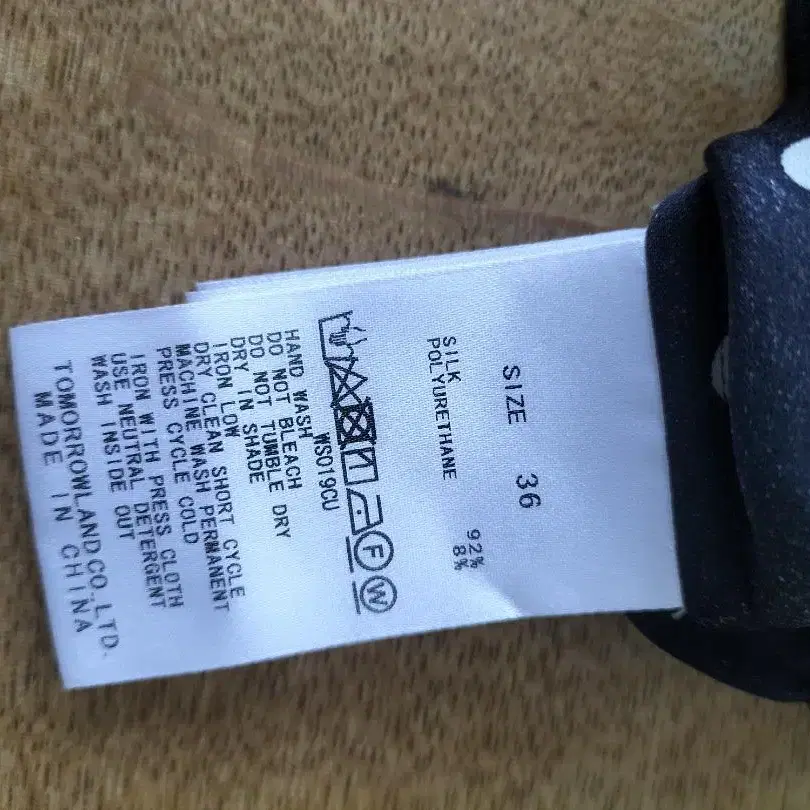 SIZE 36
SILK 92%
POLYURETHANE 8%
F W
WS019CU
HAND WASH
DO NOT BLEACH
DO NOT TUMBLE DRY
DRY IN SHADE
IRON LOW
DRY CLEAN SHORT CYCLE
MACHINE WASH PERMANENT
PRESS CYCLE COLD
IRON WITH PRESS CLOTH
USE NEUTRAL DETERGENT
WASH INSIDE OUT
TOMORROWLAND CO.,LTD.
MADE IN CHINA